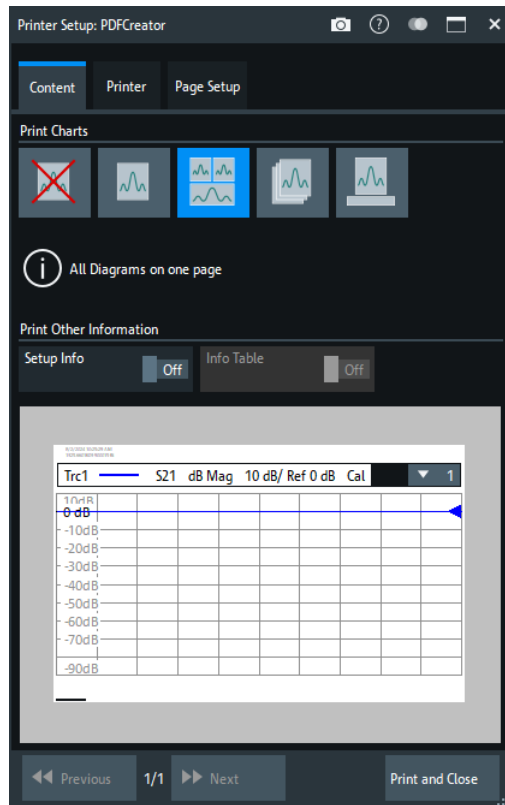 Printer Setup: PDFCreator
Content Printer Page Setup
Print Charts
All Diagrams on one page
Print Other Information
Setup Info Off Info Table Off
Trc1 S21 dB Mag 10 dB/ Ref 0 dB Cal 1
10dB
0 dB
-10dB
-20dB
-30dB
-40dB
-50dB
-60dB
-70dB
-90dB
Previous 1/1 Next Print and Close